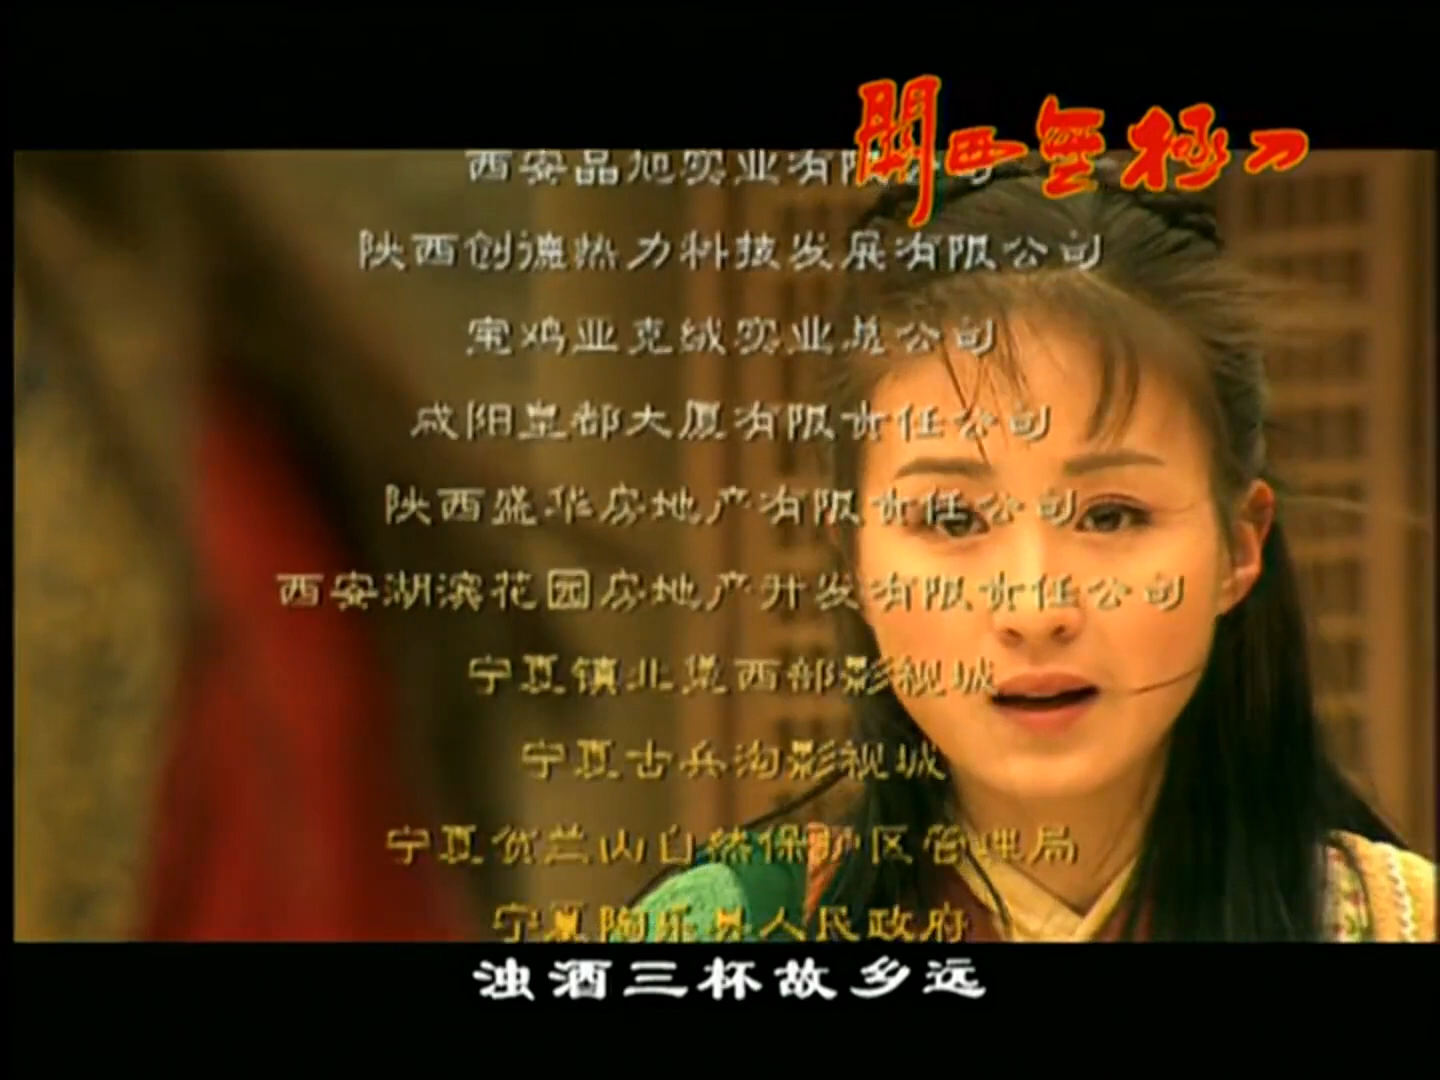 關西無極刀
西安品旭实业有限公司
陕西创德热力科技发展有限公司
宝鸡亚克绒实业总公司
咸阳皇都大厦有限责任公司
陕西盛华房地产有限责任公司
西安湖滨花园房地产开发有限责任公司
宁夏镇北堡西部影视城
宁夏古兵沟影视城
宁夏贺兰山自然保护区管理局
宁夏陶乐县人民政府
浊酒三杯故乡远